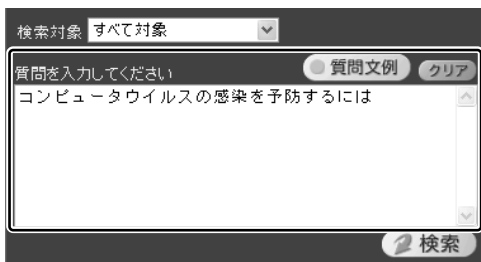 検索対象 すべて対象
質問を入力してください 質問文例 クリア
コンピュータウイルスの感染を予防するには
検索